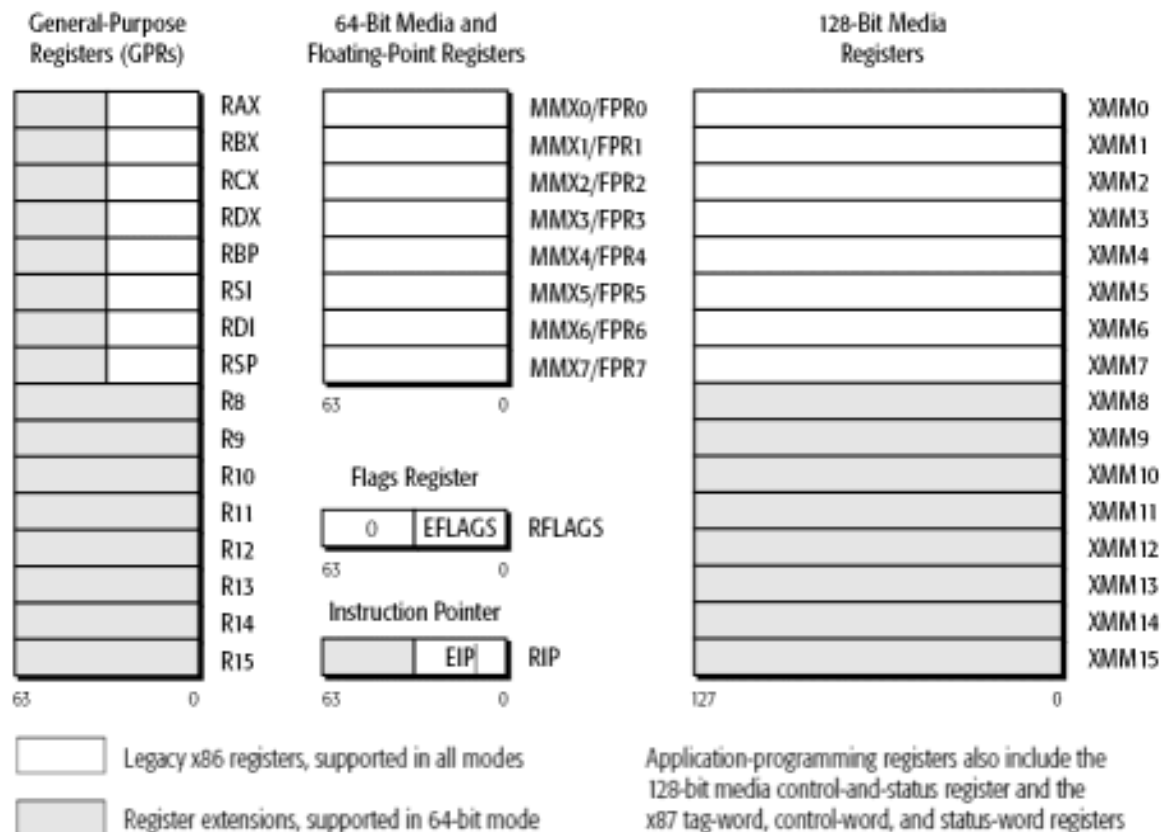 General-Purpose
Registers (GPRs)
RAX
RBX
RCX
RDX
RBP
RSI
RDI
RSP
R8
R9
R10
R11
R12
R13
R14
R15
63 0
64-Bit Media and
Floating-Point Registers
MMX0/FPR0
MMX1/FPR1
MMX2/FPR2
MMX3/FPR3
MMX4/FPR4
MMX5/FPR5
MMX6/FPR6
MMX7/FPR7
63 0
Flags Register
0 EFLAGS RFLAGS
63 0
Instruction Pointer
EIP RIP
63 0
128-Bit Media
Registers
XMM0
XMM1
XMM2
XMM3
XMM4
XMM5
XMM6
XMM7
XMM8
XMM9
XMM10
XMM11
XMM12
XMM13
XMM14
XMM15
127 0
Legacy x86 registers, supported in all modes
Register extensions, supported in 64-bit mode
Application-programming registers also include the
128-bit media control-and-status register and the
x87 tag-word, control-word, and status-word registers